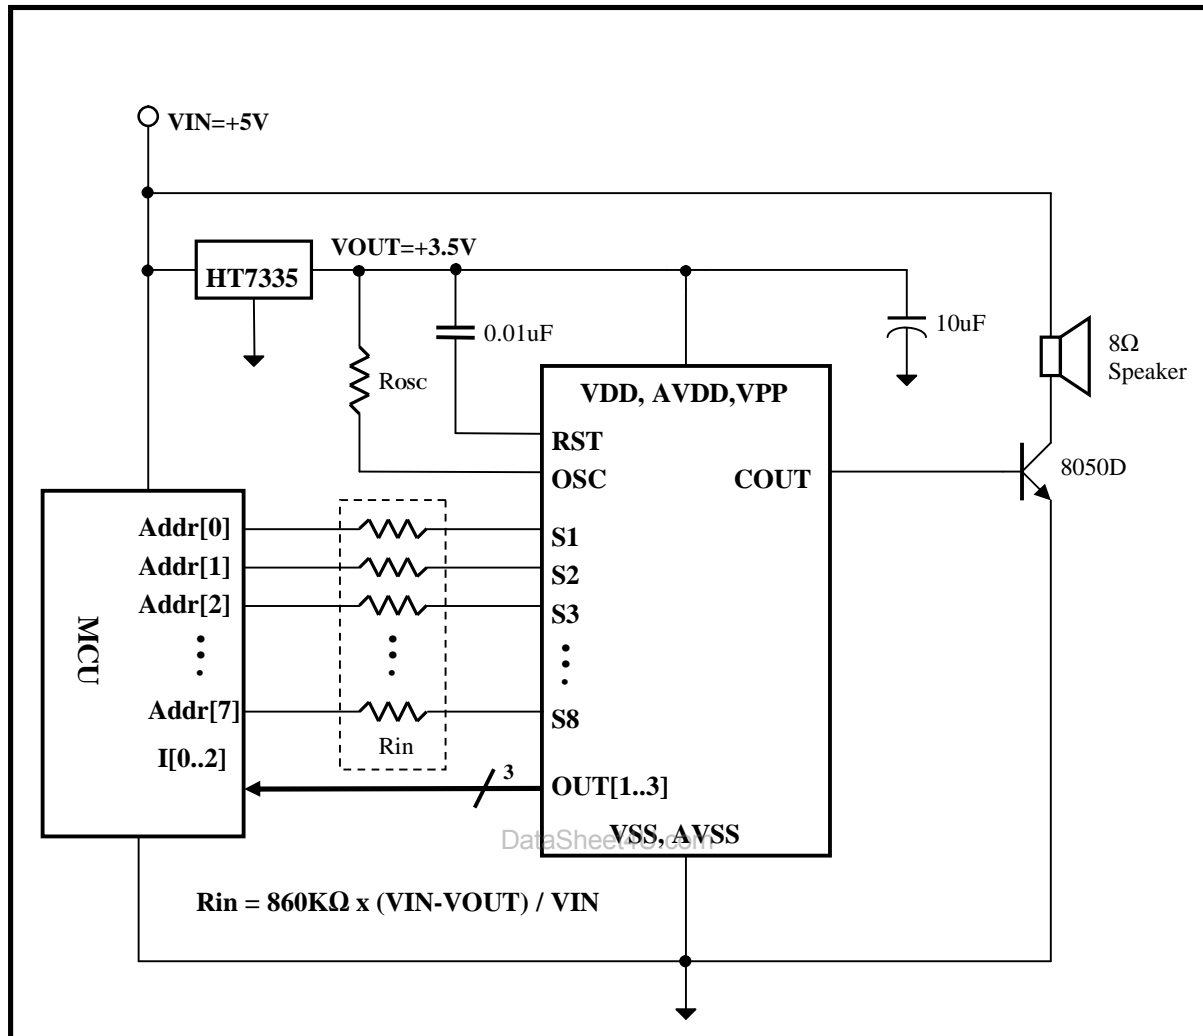 VIN=+5V
VOUT=+3.5V
HT7335
0.01uF
10uF
8Ω
Speaker
Rosc
VDD, AVDD,VPP
RST
OSC
COUT
8050D
MCU
Addr[0]
S1
Addr[1]
S2
Addr[2]
S3
Addr[7]
S8
Rin
I[0..2]
3
OUT[1..3]
VSS, AVSS
DataSheet4U.com
Rin = 860KΩ x (VIN-VOUT) / VIN